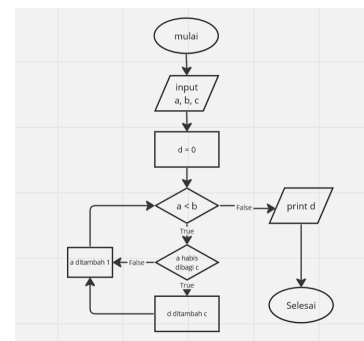 mulai
input
a, b, c
d = 0
a < b
False
print d
True
a ditambah 1
False
a habis
dibagi c
True
d ditambah c
Selesai